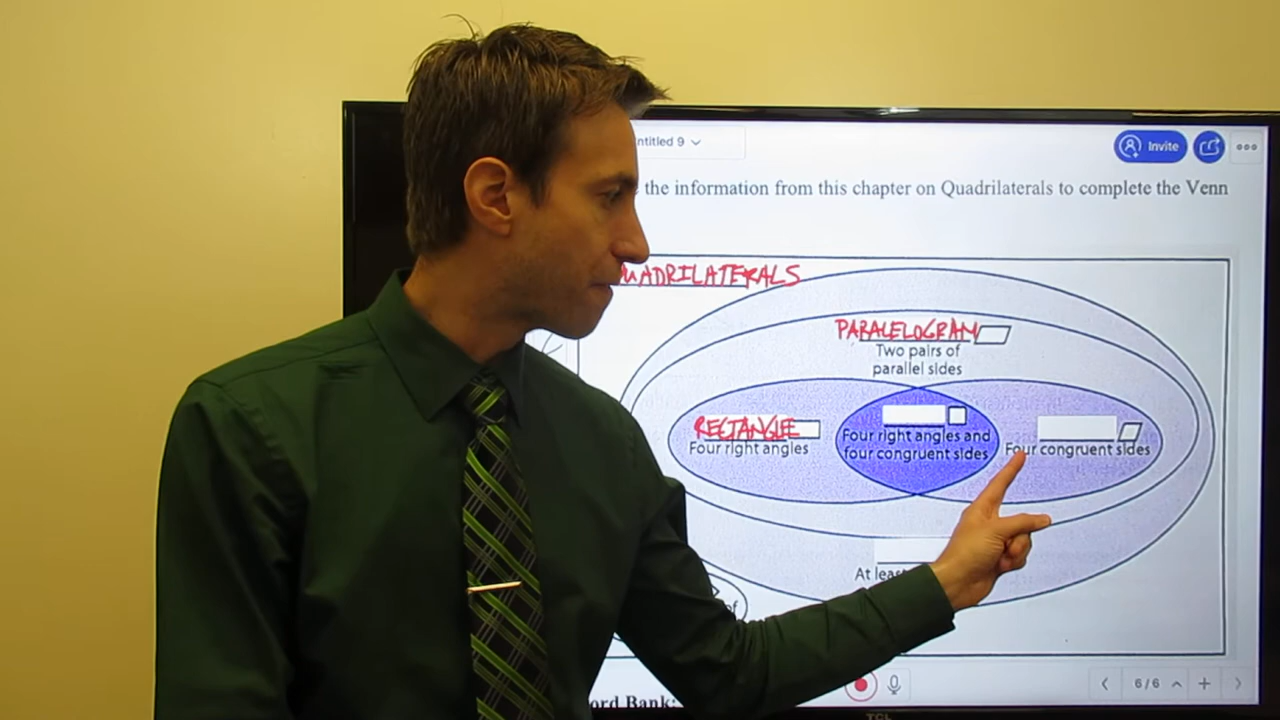 ntitled 9
Invite
the information from this chapter on Quadrilaterals to complete the Venn
UADRILATERALS
PARALELOGRAM
Two pairs of
parallel sides
RECTANGLE
Four right angles
Four right angles and
four congruent sides
Four congruent sides
At leas
of
6/6
ord Bank:
TCL